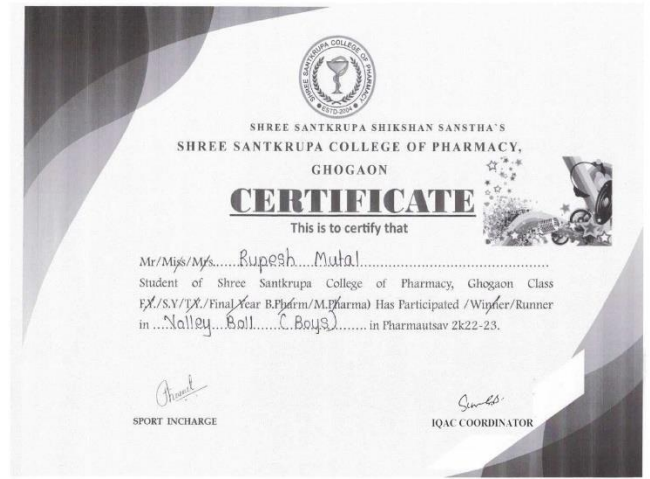 SHREE SANTKRUPA COLLEGE OF PHARMACY
ESTD-2004
SHREE SANTKRUPA SHIKSHAN SANSTHA`S
SHREE SANTKRUPA COLLEGE OF PHARMACY,
GHOGAON
CERTIFICATE
This is to certify that
Mr/Miss/Mrs.....Rupesh Mutal.....
Student of Shree Santkrupa College of Pharmacy, Ghogaon Class
F.Y./S.Y/T.Y./Final Year B.Pharm/M.Pharma) Has Participated /Winner/Runner
in ....Valley Boll (Boys)........ in Pharmautsav 2k22-23.
SPORT INCHARGE
IQAC COORDINATOR